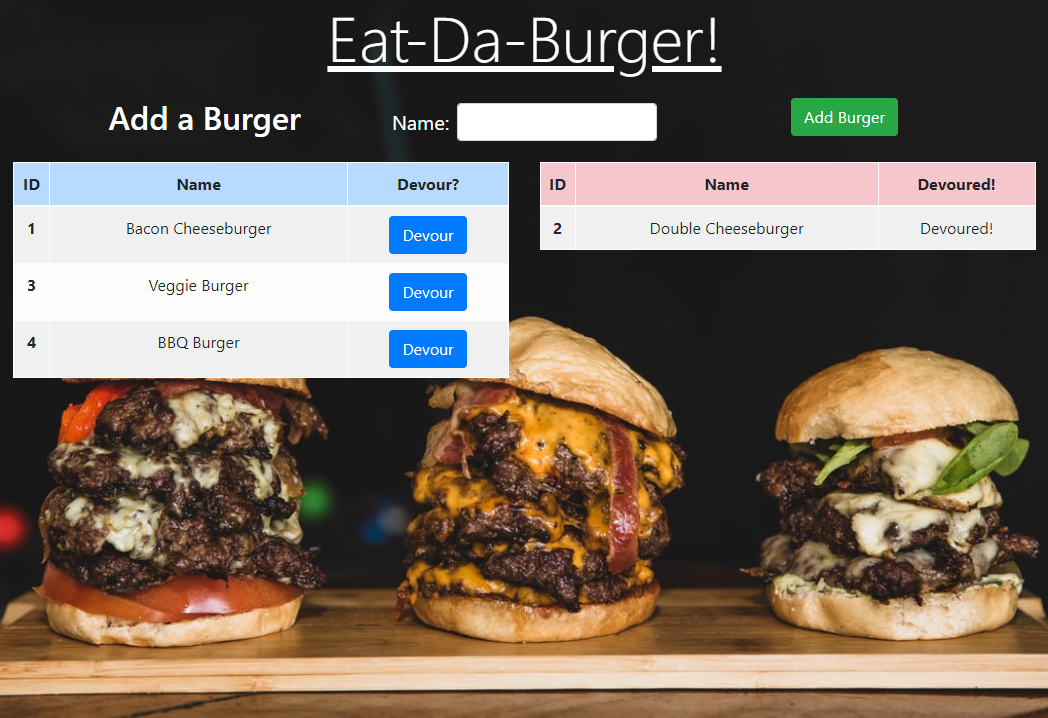 Eat-Da-Burger!
Add a Burger Name: Add Burger
ID Name Devour?
1 Bacon Cheeseburger Devour
3 Veggie Burger Devour
4 BBQ Burger Devour
ID Name Devoured!
2 Double Cheeseburger Devoured!